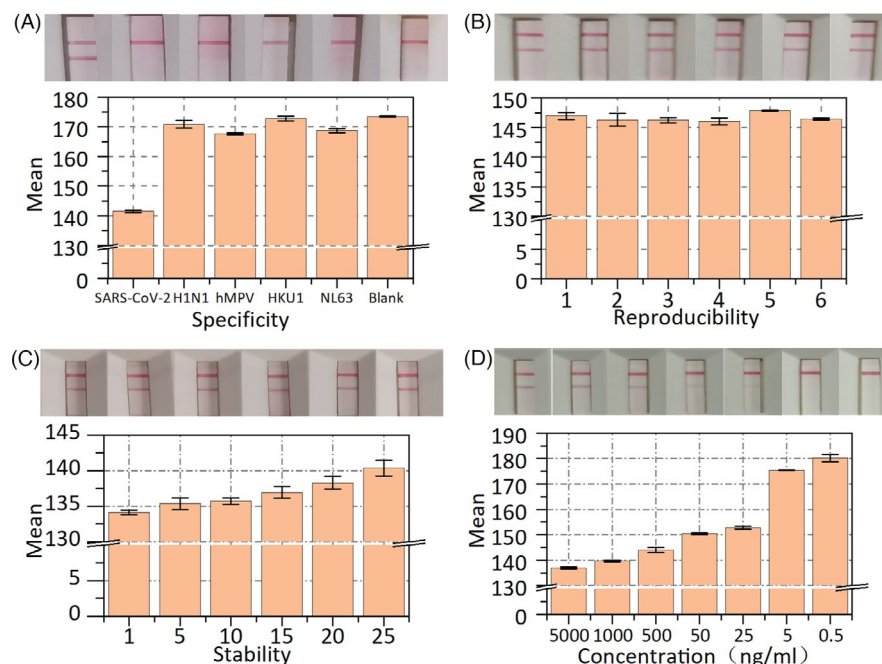 (A)
180
170
160
150
140
130
0
Mean
SARS-CoV-2 H1N1 hMPV HKU1 NL63 Blank
Specificity
(B)
150
145
140
135
130
5
0
Mean
1 2 3 4 5 6
Reproducibility
(C)
145
140
135
130
5
0
Mean
1 5 10 15 20 25
Stability
(D)
190
180
170
160
150
140
130
0
Mean
5000 1000 500 50 25 5 0.5
Concentration（ng/ml）